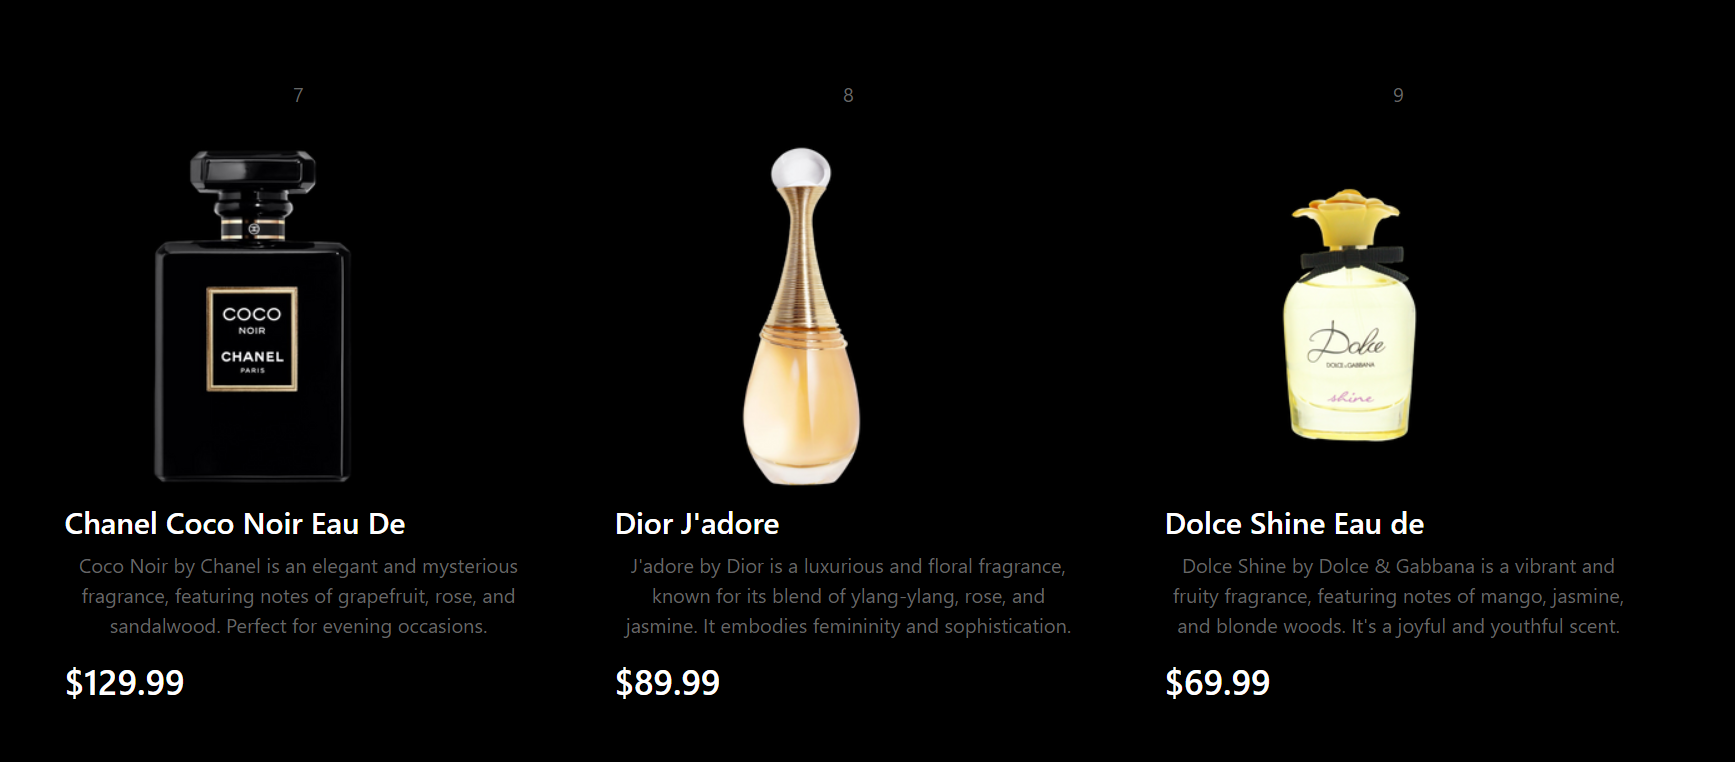 7
8
9
COCO
NOIR
CHANEL
PARIS
Dolce
DOLCE & GABBANA
shine
Chanel Coco Noir Eau De
Coco Noir by Chanel is an elegant and mysterious
fragrance, featuring notes of grapefruit, rose, and
sandalwood. Perfect for evening occasions.
$129.99
Dior J'adore
J'adore by Dior is a luxurious and floral fragrance,
known for its blend of ylang-ylang, rose, and
jasmine. It embodies femininity and sophistication.
$89.99
Dolce Shine Eau de
Dolce Shine by Dolce & Gabbana is a vibrant and
fruity fragrance, featuring notes of mango, jasmine,
and blonde woods. It's a joyful and youthful scent.
$69.99